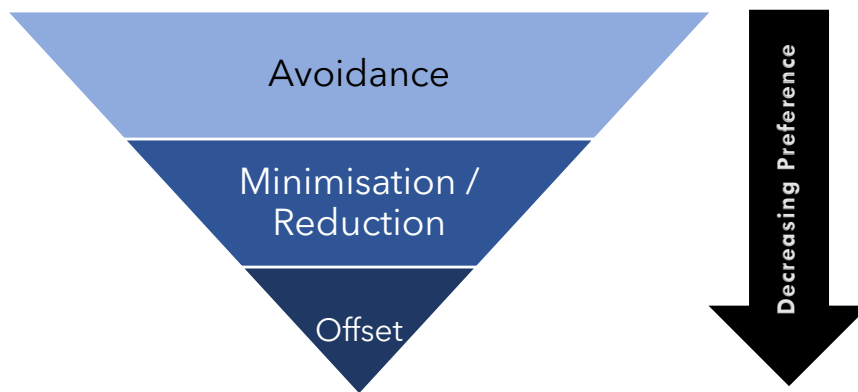 Avoidance
Minimisation /
Reduction
Offset
Decreasing Preference